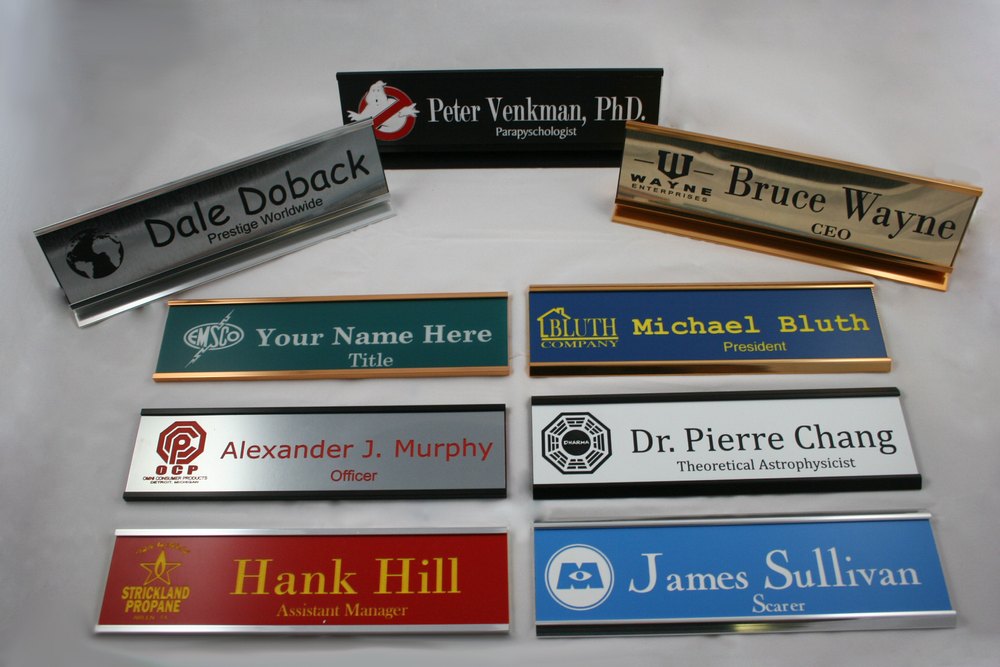 Peter Venkman, PhD.
Parapyschologist
Dale Doback
Prestige Worldwide
WAYNE
ENTERPRISES
Bruce Wayne
CEO
EMSCO
Your Name Here
Title
BLUTH
COMPANY
Michael Bluth
President
OCP
OMNI CONSUMER PRODUCTS
DETROIT, MICHIGAN
Alexander J. Murphy
Officer
DHARMA
Dr. Pierre Chang
Theoretical Astrophysicist
STRICKLAND
PROPANE
Hank Hill
Assistant Manager
James Sullivan
Scarer